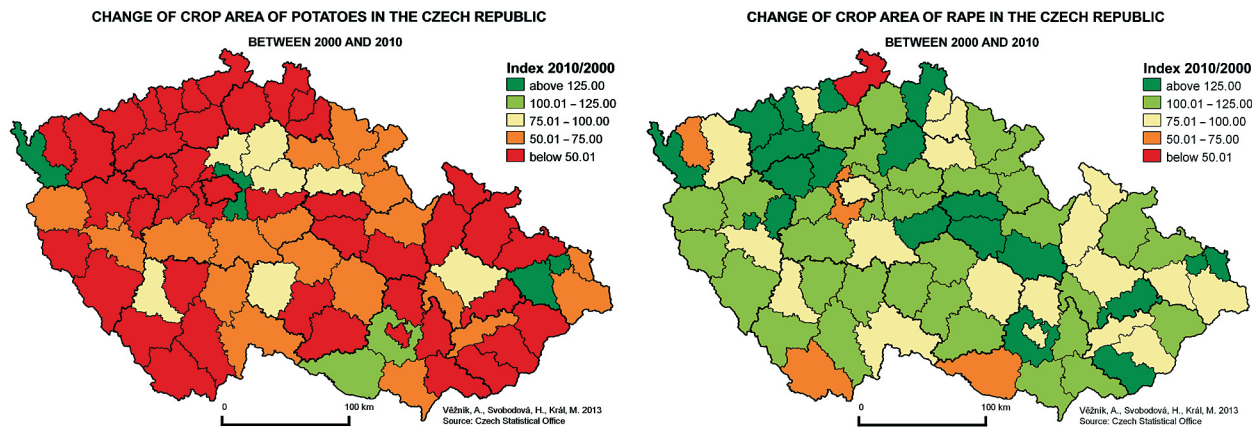 CHANGE OF CROP AREA OF POTATOES IN THE CZECH REPUBLIC
BETWEEN 2000 AND 2010
Index 2010/2000
above 125.00
100.01 – 125.00
75.01 – 100.00
50.01 – 75.00
below 50.01
0 100 km
Věžník, A., Svobodová, H., Král, M. 2013
Source: Czech Statistical Office
CHANGE OF CROP AREA OF RAPE IN THE CZECH REPUBLIC
BETWEEN 2000 AND 2010
Index 2010/2000
above 125.00
100.01 – 125.00
75.01 – 100.00
50.01 – 75.00
below 50.01
0 100 km
Věžník, A., Svobodová, H., Král, M. 2013
Source: Czech Statistical Office